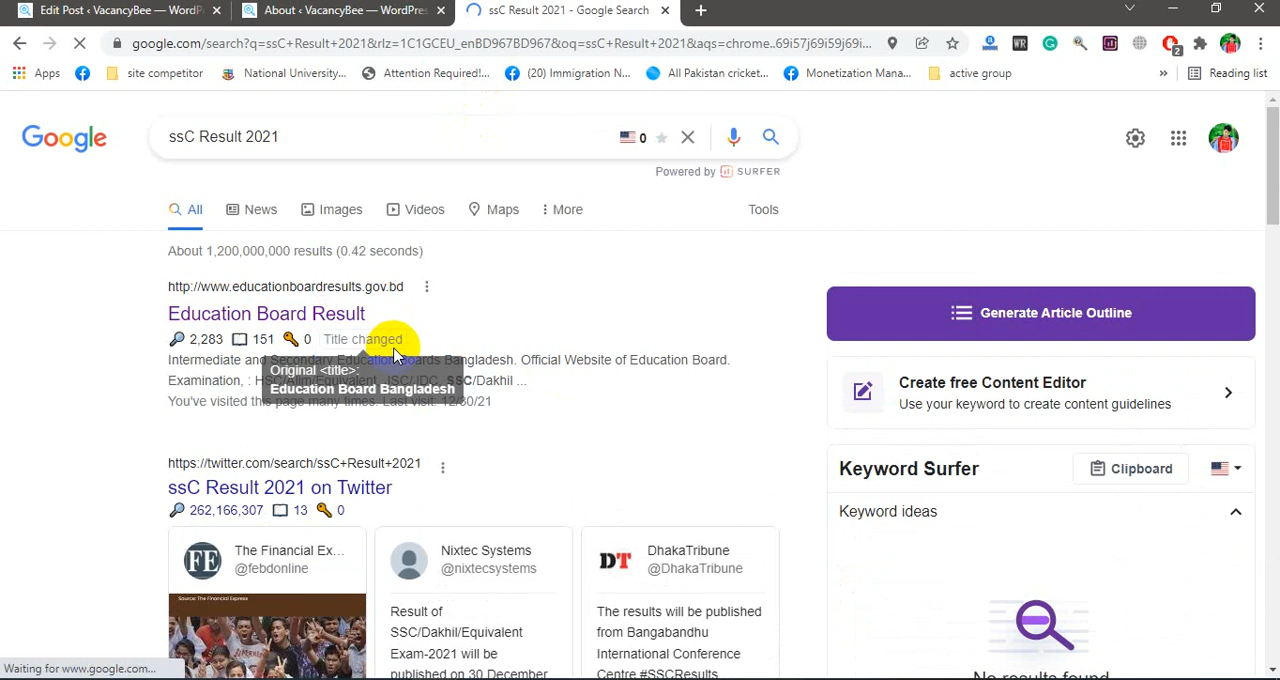 Edit Post ‹ VacancyBee — WordP
About ‹ VacancyBee — WordPres
ssC Result 2021 - Google Search
google.com/search?q=ssC+Result+2021&rlz=1C1GCEU_enBD967BD967&oq=ssC+Result+2021&aqs=chrome..69i57j69i59j69i...
2
Apps
site competitor
National University...
Attention Required!...
(20) Immigration N...
All Pakistan cricket...
Monetization Mana...
active group
»
Reading list
Google
ssC Result 2021
0
Powered by SURFER
All
News
Images
Videos
Maps
More
Tools
About 1,200,000,000 results (0.42 seconds)
http://www.educationboardresults.gov.bd
Education Board Result
2,283 151 0 Title changed
Intermediate and Secondary Education Boards Bangladesh. Official Website of Education Board.
Original <title>:
Examination, : HSC/Alim/Equivalent, JSC/JDC, SSC/Dakhil ...
Education Board Bangladesh
You've visited this page many times. Last visit: 12/30/21
https://twitter.com/search/ssC+Result+2021
ssC Result 2021 on Twitter
262,166,307 13 0
FE
The Financial Ex...
@febdonline
Source: The Financial Express
Nixtec Systems
@nixtecsystems
Result of
SSC/Dakhil/Equivalent
Exam-2021 will be
published on 30 December
DT
DhakaTribune
@DhakaTribune
The results will be published
from Bangabandhu
International Conference
Centre #SSCResults
Generate Article Outline
Create free Content Editor
Use your keyword to create content guidelines
Keyword Surfer
Clipboard
Keyword ideas
No results found
Waiting for www.google.com...